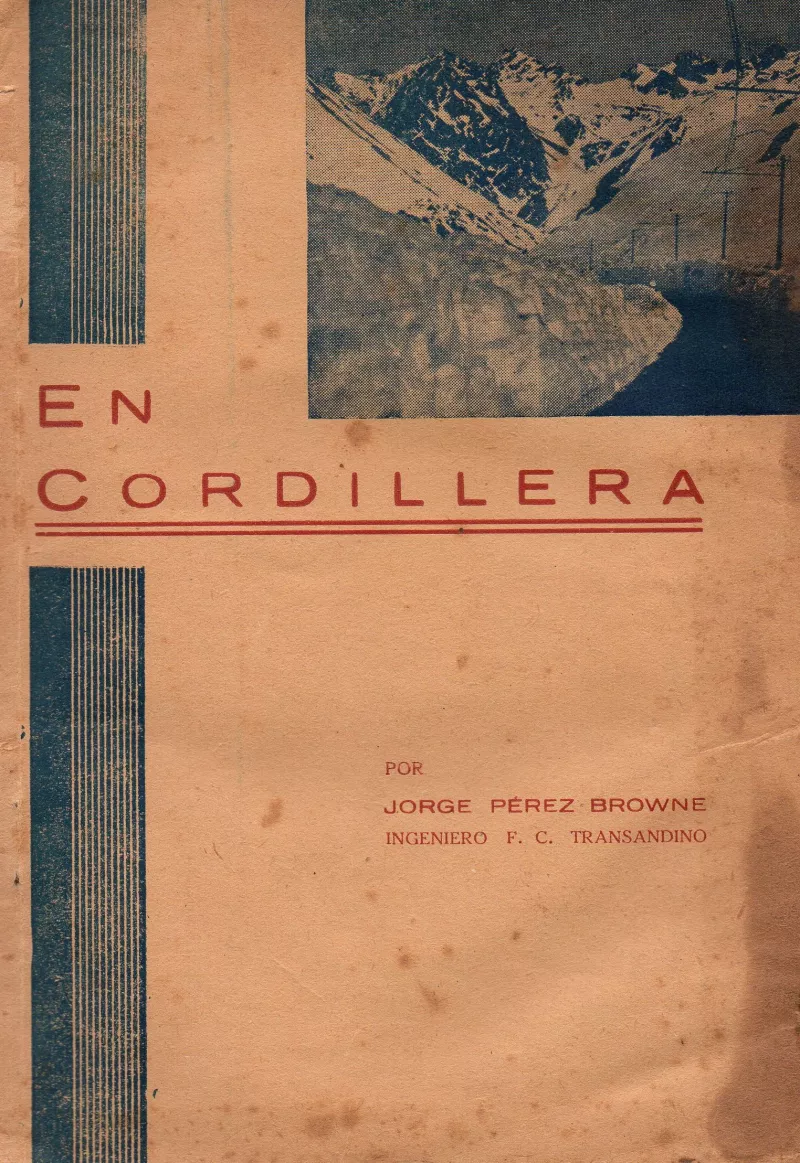 EN
CORDILLERA
POR
JORGE PÉREZ BROWNE
INGENIERO F. C. TRANSANDINO